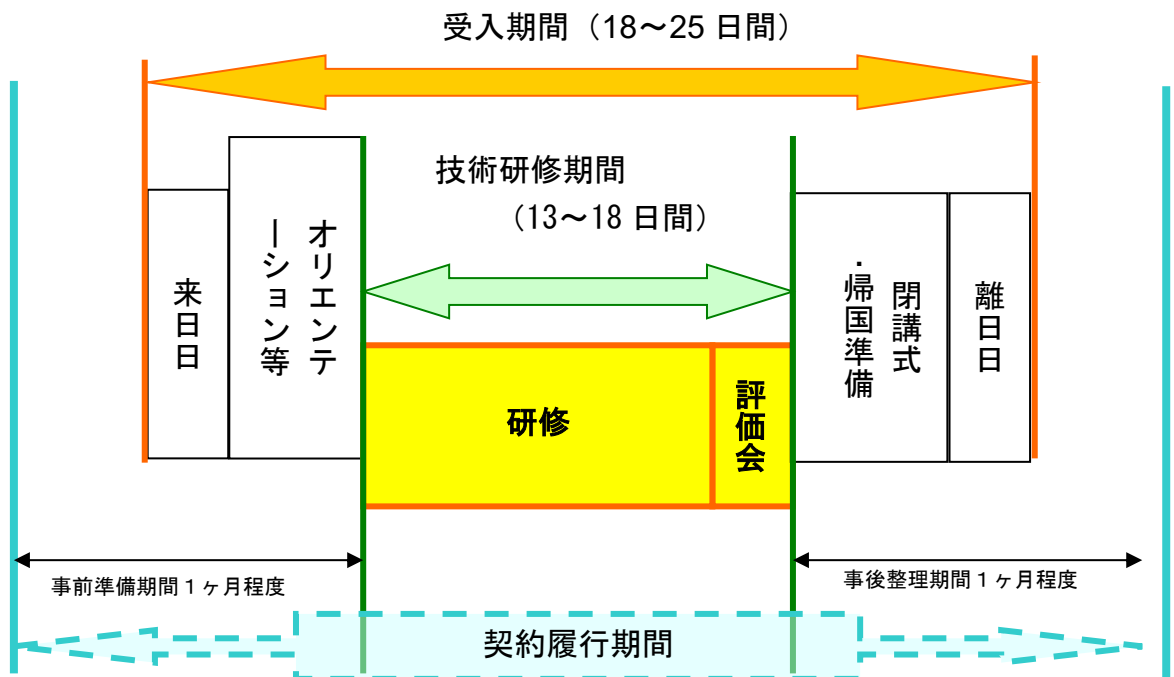 受入期間（18～25 日間）
技術研修期間
（13～18 日間）
来日日
オリエンテ
ーション等
研修
評価会
閉講式
・帰国準備
離日日
事前準備期間１ヶ月程度
事後整理期間１ヶ月程度
契約履行期間